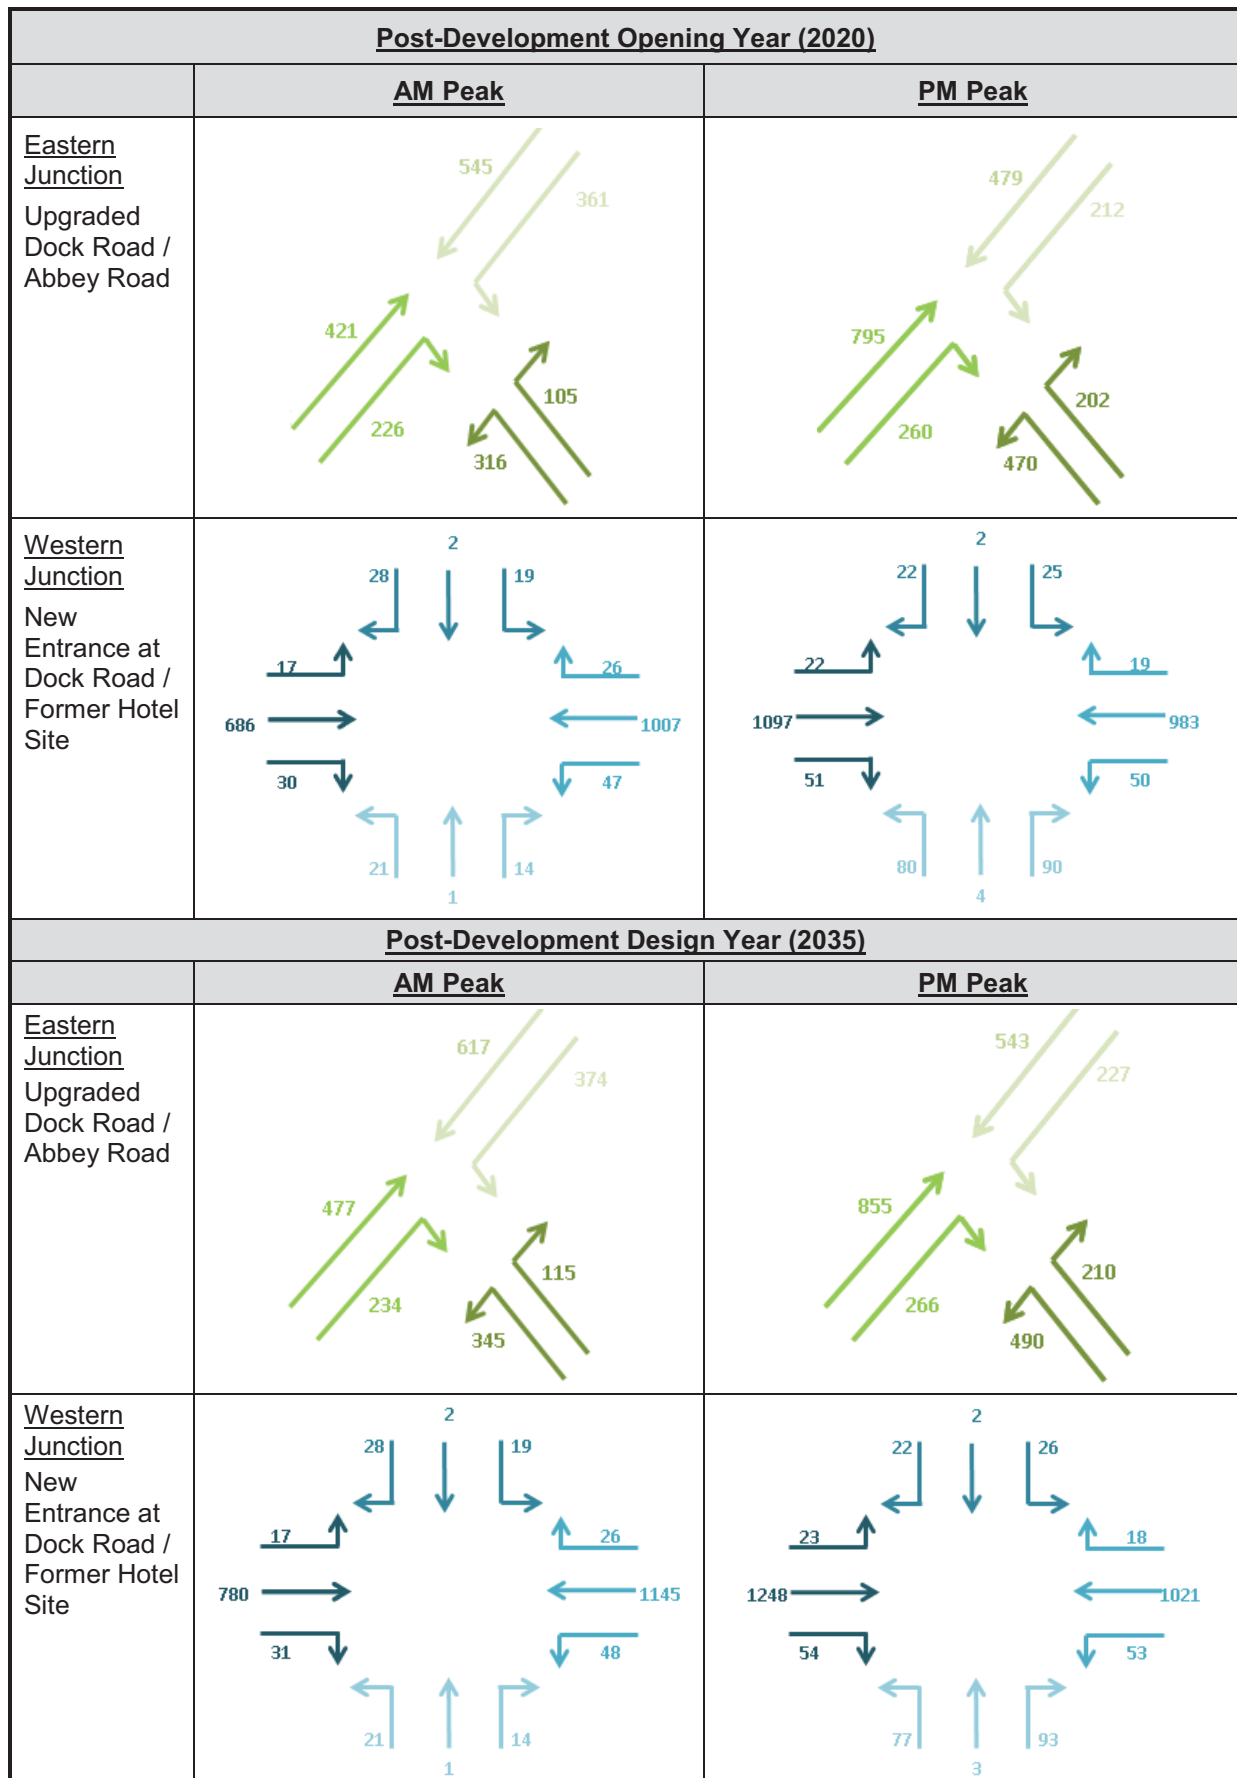 Post-Development Opening Year (2020)
AM Peak
PM Peak
Eastern
Junction
Upgraded
Dock Road /
Abbey Road
545
361
421
226
105
316
479
212
795
260
202
470
Western
Junction
New
Entrance at
Dock Road /
Former Hotel
Site
2
28
19
17
26
686
1007
30
47
21
14
1
2
22
25
22
19
1097
983
51
50
80
90
4
Post-Development Design Year (2035)
AM Peak
PM Peak
Eastern
Junction
Upgraded
Dock Road /
Abbey Road
617
374
477
234
115
345
543
227
855
266
210
490
Western
Junction
New
Entrance at
Dock Road /
Former Hotel
Site
2
28
19
17
26
780
1145
31
48
21
14
1
2
22
26
23
18
1248
1021
54
53
77
93
3